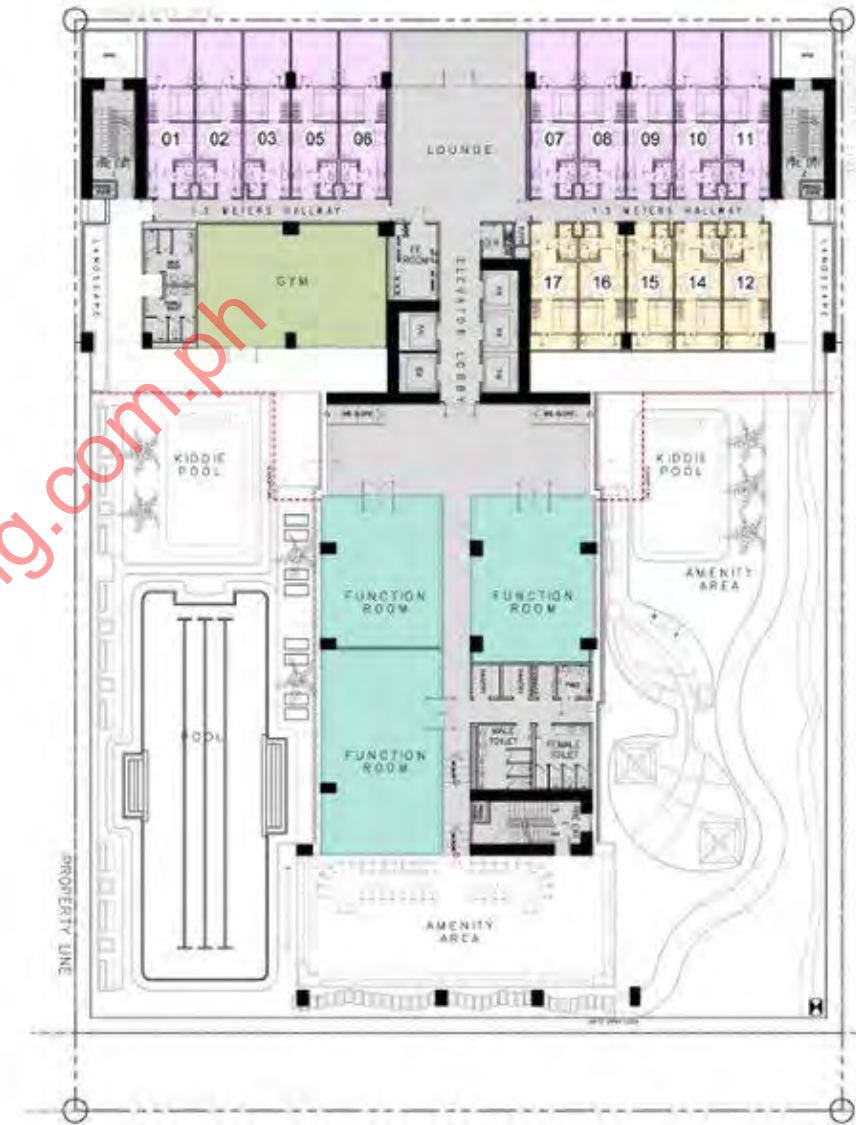 01
02
03
05
06
LOUNGE
07
08
09
10
11
1.5 METERS HALLWAY
1.5 METERS HALLWAY
LANDSCAPE
GYM
ELEVATOR LOBBY
17
16
15
14
12
LANDSCAPE
KIDDIE
POOL
KIDDIE
POOL
AMENITY
AREA
FUNCTION
ROOM
FUNCTION
ROOM
MALE
TOILET
FEMALE
TOILET
POOL
FUNCTION
ROOM
AMENITY
AREA
PROPERTY LINE
g.com.ph